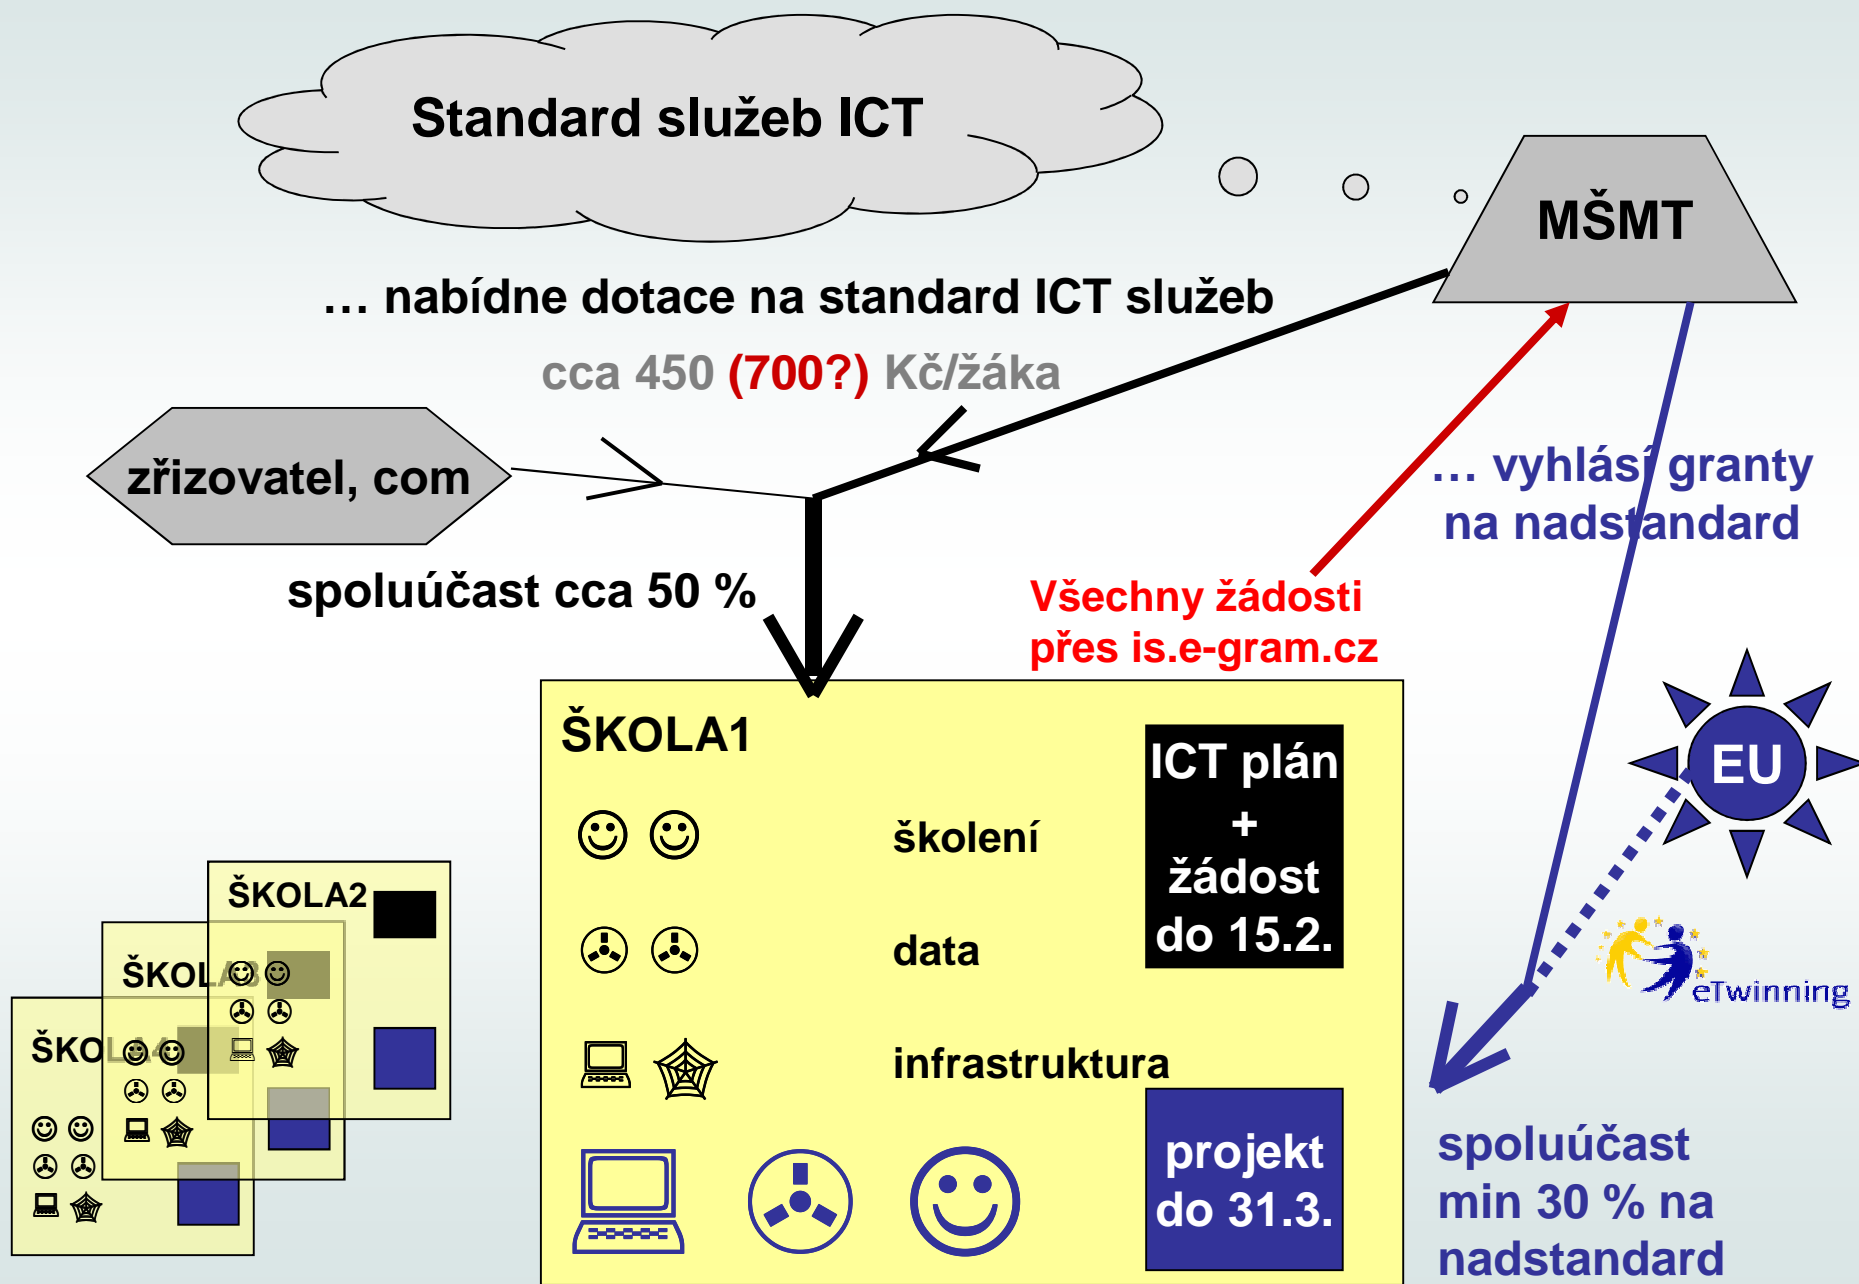 Standard služeb ICT
MŠMT
… nabídne dotace na standard ICT služeb
cca 450 (700?) Kč/žáka
zřizovatel, com
… vyhlásí granty
na nadstandard
spoluúčast cca 50 %
Všechny žádosti
přes is.e-gram.cz
ŠKOLA1
ICT plán
+
žádost
do 15.2.
EU
školení
data
infrastruktura
eTwinning
projekt
do 31.3.
spoluúčast
min 30 % na
nadstandard
ŠKOLA2
ŠKOLA3
ŠKOLA4